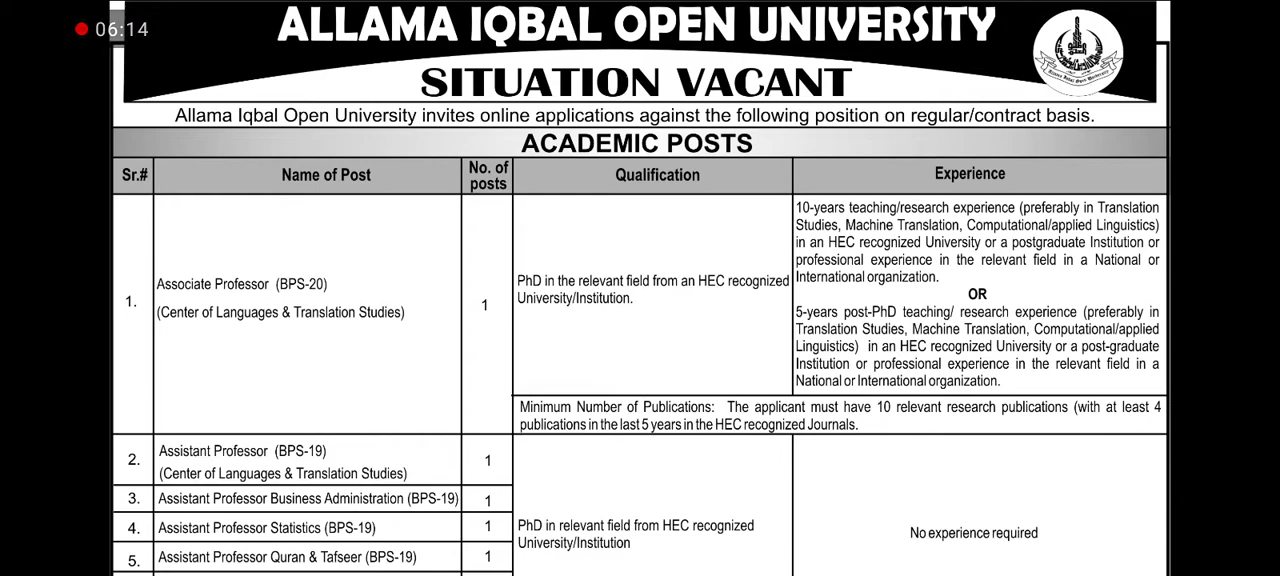 06:14
ALLAMA IQBAL OPEN UNIVERSITY
SITUATION VACANT
Allama Iqbal Open University
Allama Iqbal Open University invites online applications against the following position on regular/contract basis.
ACADEMIC POSTS
Sr.#
Name of Post
No. of
posts
Qualification
Experience
1.
Associate Professor (BPS-20)
(Center of Languages & Translation Studies)
1
PhD in the relevant field from an HEC recognized
University/Institution.
10-years teaching/research experience (preferably in Translation
Studies, Machine Translation, Computational/applied Linguistics)
in an HEC recognized University or a postgraduate Institution or
professional experience in the relevant field in a National or
International organization.
OR
5-years post-PhD teaching/ research experience (preferably in
Translation Studies, Machine Translation, Computational/applied
Linguistics) in an HEC recognized University or a post-graduate
Institution or professional experience in the relevant field in a
National or International organization.
Minimum Number of Publications: The applicant must have 10 relevant research publications (with at least 4
publications in the last 5 years in the HEC recognized Journals.
2.
Assistant Professor (BPS-19)
(Center of Languages & Translation Studies)
1
3.
Assistant Professor Business Administration (BPS-19)
1
4.
Assistant Professor Statistics (BPS-19)
1
5.
Assistant Professor Quran & Tafseer (BPS-19)
1
PhD in relevant field from HEC recognized
University/Institution
No experience required